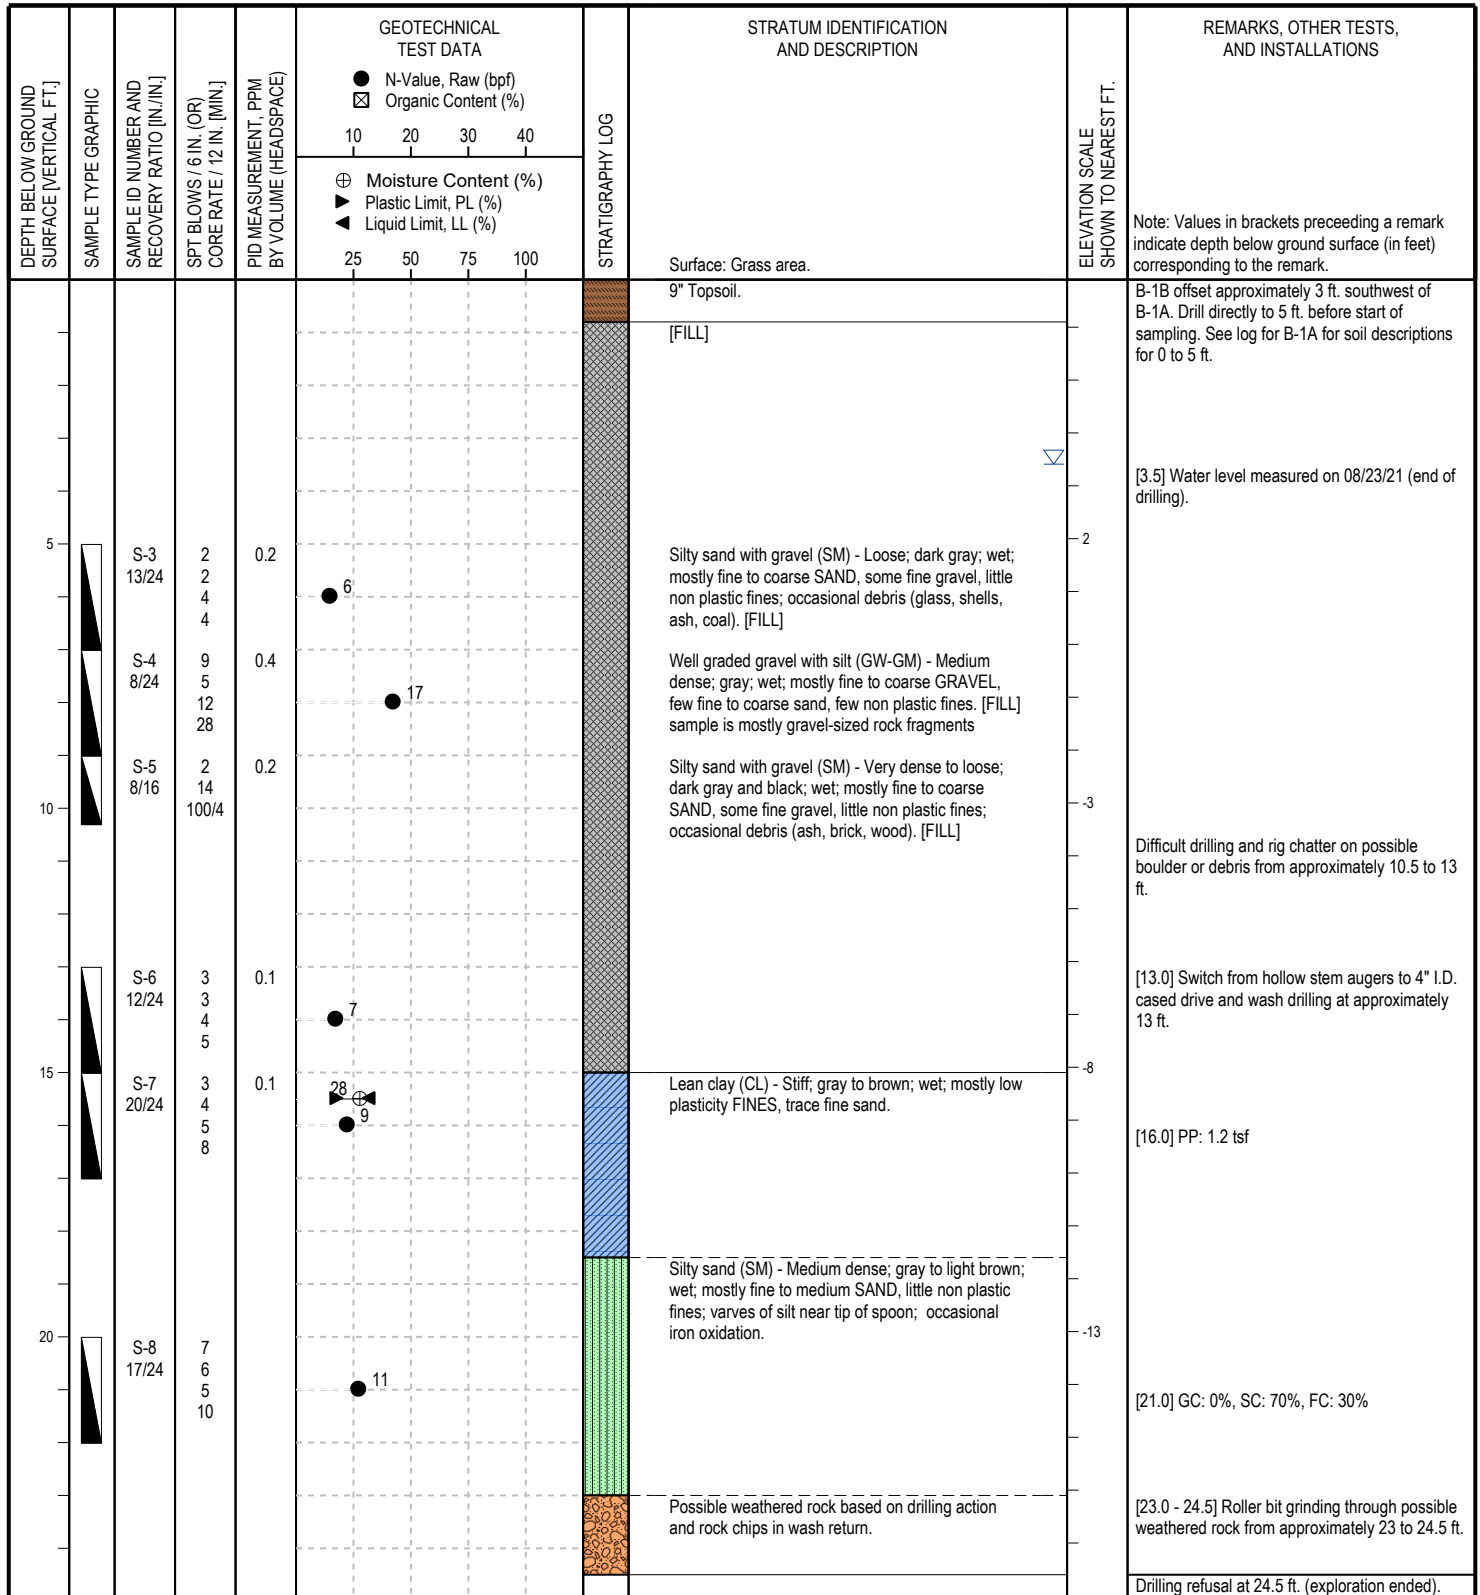 DEPTH BELOW GROUND
SURFACE [VERTICAL FT.]
SAMPLE TYPE GRAPHIC
SAMPLE ID NUMBER AND
RECOVERY RATIO [IN./IN.]
SPT BLOWS / 6 IN. (OR)
CORE RATE / 12 IN. [MIN.]
PID MEASUREMENT, PPM
BY VOLUME (HEADSPACE)
GEOTECHNICAL
TEST DATA
N-Value, Raw (bpf)
Organic Content (%)
10 20 30 40
Moisture Content (%)
Plastic Limit, PL (%)
Liquid Limit, LL (%)
25 50 75 100
STRATIGRAPHY LOG
STRATUM IDENTIFICATION
AND DESCRIPTION
Surface: Grass area.
ELEVATION SCALE
SHOWN TO NEAREST FT.
REMARKS, OTHER TESTS,
AND INSTALLATIONS
Note: Values in brackets preceeding a remark
indicate depth below ground surface (in feet)
corresponding to the remark.
9" Topsoil.
B-1B offset approximately 3 ft. southwest of
B-1A. Drill directly to 5 ft. before start of
sampling. See log for B-1A for soil descriptions
for 0 to 5 ft.
[FILL]
[3.5] Water level measured on 08/23/21 (end of
drilling).
5
S-3
13/24
2
2
4
4
0.2
6
Silty sand with gravel (SM) - Loose; dark gray; wet;
mostly fine to coarse SAND, some fine gravel, little
non plastic fines; occasional debris (glass, shells,
ash, coal). [FILL]
2
S-4
8/24
9
5
12
28
0.4
17
Well graded gravel with silt (GW-GM) - Medium
dense; gray; wet; mostly fine to coarse GRAVEL,
few fine to coarse sand, few non plastic fines. [FILL]
sample is mostly gravel-sized rock fragments
S-5
8/16
2
14
100/4
0.2
10
Silty sand with gravel (SM) - Very dense to loose;
dark gray and black; wet; mostly fine to coarse
SAND, some fine gravel, little non plastic fines;
occasional debris (ash, brick, wood). [FILL]
-3
Difficult drilling and rig chatter on possible
boulder or debris from approximately 10.5 to 13
ft.
S-6
12/24
3
3
4
5
0.1
7
[13.0] Switch from hollow stem augers to 4" I.D.
cased drive and wash drilling at approximately
13 ft.
15
S-7
20/24
3
4
5
8
0.1
28
9
Lean clay (CL) - Stiff; gray to brown; wet; mostly low
plasticity FINES, trace fine sand.
-8
[16.0] PP: 1.2 tsf
Silty sand (SM) - Medium dense; gray to light brown;
wet; mostly fine to medium SAND, little non plastic
fines; varves of silt near tip of spoon; occasional
iron oxidation.
20
S-8
17/24
7
6
5
10
11
-13
[21.0] GC: 0%, SC: 70%, FC: 30%
Possible weathered rock based on drilling action
and rock chips in wash return.
[23.0 - 24.5] Roller bit grinding through possible
weathered rock from approximately 23 to 24.5 ft.
Drilling refusal at 24.5 ft. (exploration ended).